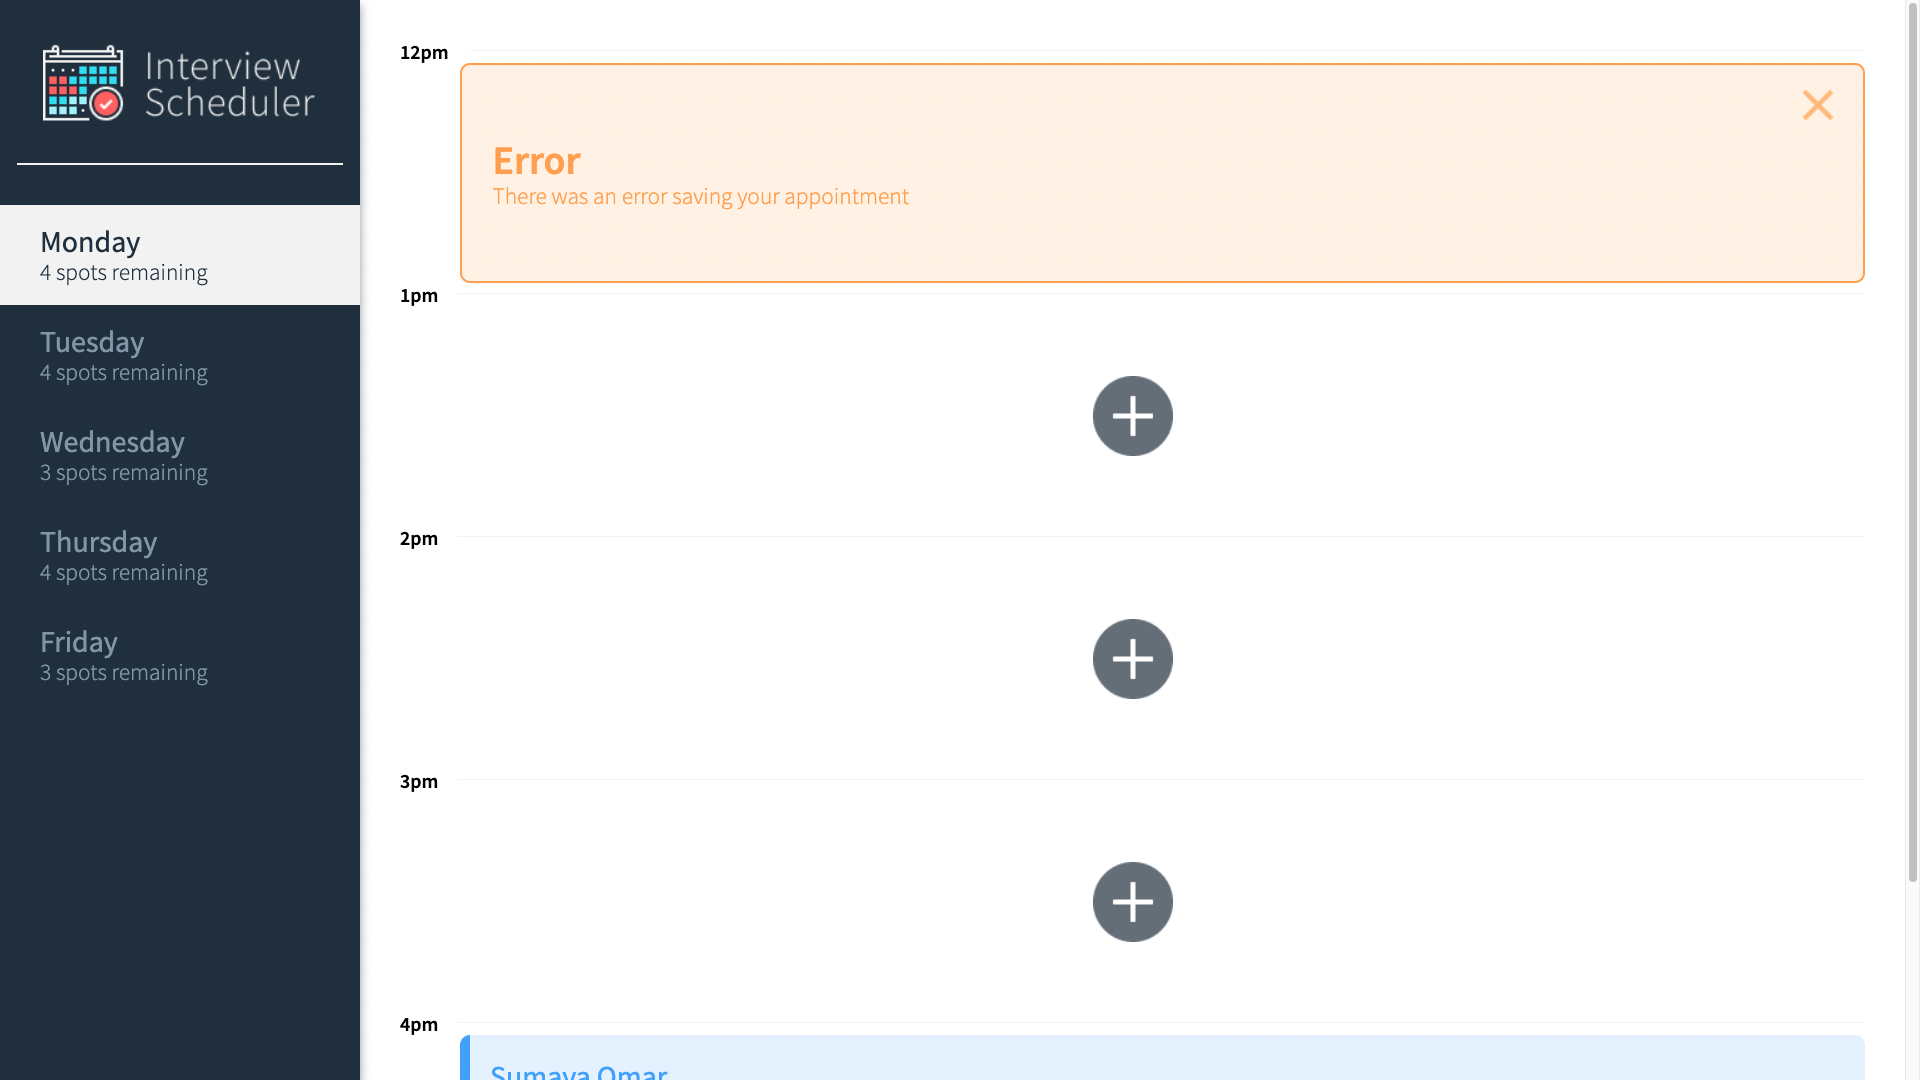 Interview
Scheduler
Monday
4 spots remaining
Tuesday
4 spots remaining
Wednesday
3 spots remaining
Thursday
4 spots remaining
Friday
3 spots remaining
12pm
Error
There was an error saving your appointment
1pm
2pm
3pm
4pm
Sumaya Omar